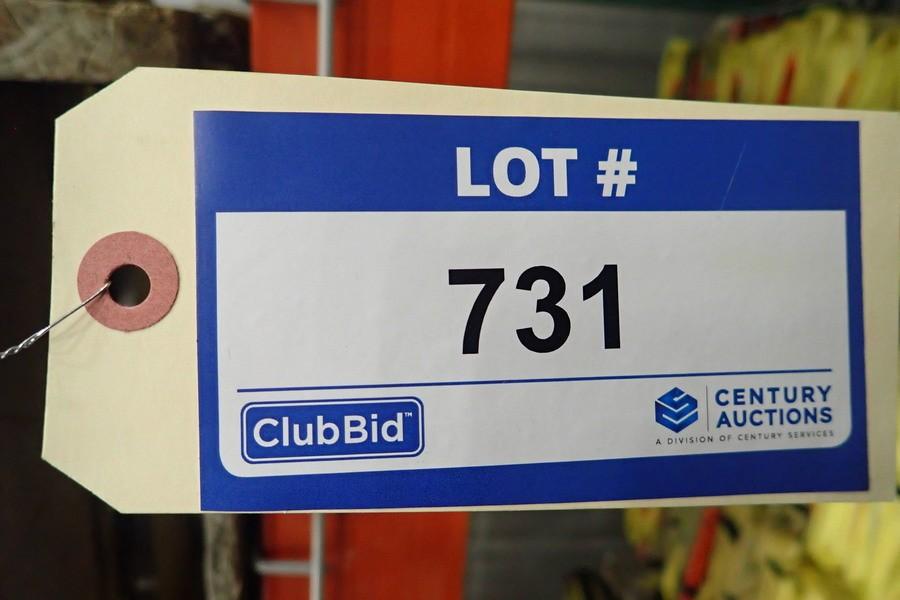 LOT #
731
ClubBid™
CENTURY
AUCTIONS
A DIVISION OF CENTURY SERVICES